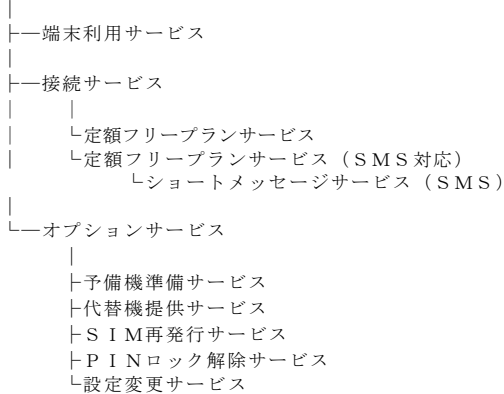 ├―端末利用サービス
├―接続サービス
└定額フリープランサービス
└定額フリープランサービス（ＳＭＳ対応）
└ショートメッセージサービス（ＳＭＳ）
└―オプションサービス
├予備機準備サービス
├代替機提供サービス
├ＳＩＭ再発行サービス
├ＰＩＮロック解除サービス
└設定変更サービス